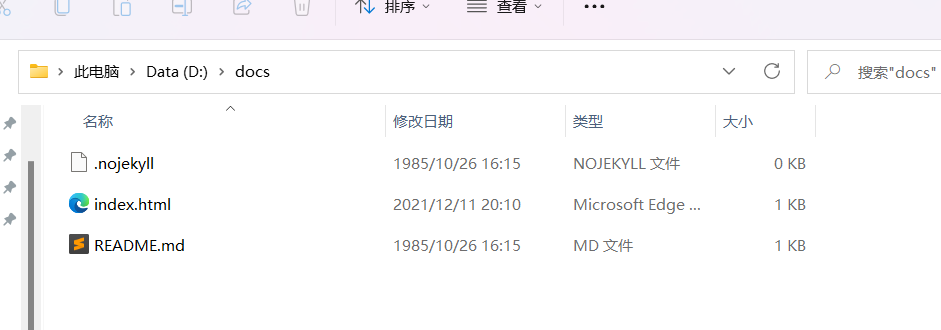 排序 查看
此电脑 Data (D:) docs 搜索"docs"
名称 修改日期 类型 大小
.nojekyll 1985/10/26 16:15 NOJEKYLL 文件 0 KB
index.html 2021/12/11 20:10 Microsoft Edge ... 1 KB
README.md 1985/10/26 16:15 MD 文件 1 KB